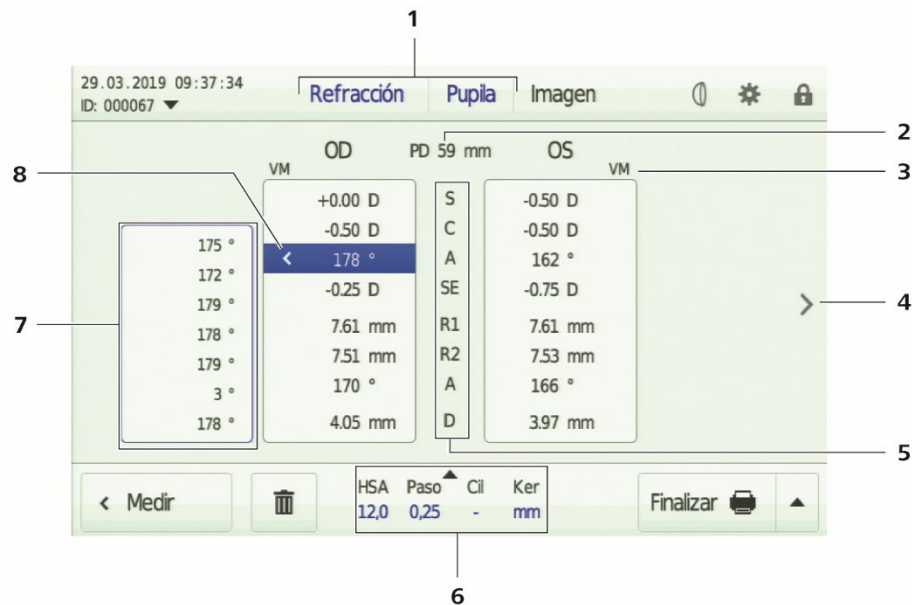 1
29.03.2019 09:37:34
ID: 000067
Refracción Pupila Imagen
2
OD PD 59 mm OS
3
VM VM
8
+0.00 D S -0.50 D
-0.50 D C -0.50 D
175 °
178 ° A 162 °
172 °
-0.25 D SE -0.75 D
179 °
4
7
7.61 mm R1 7.61 mm
178 °
7.51 mm R2 7.53 mm
179 °
170 ° A 166 °
3 °
4.05 mm D 3.97 mm
178 °
5
Medir
HSA Paso Cil Ker
12,0 0,25 - mm
Finalizar
6